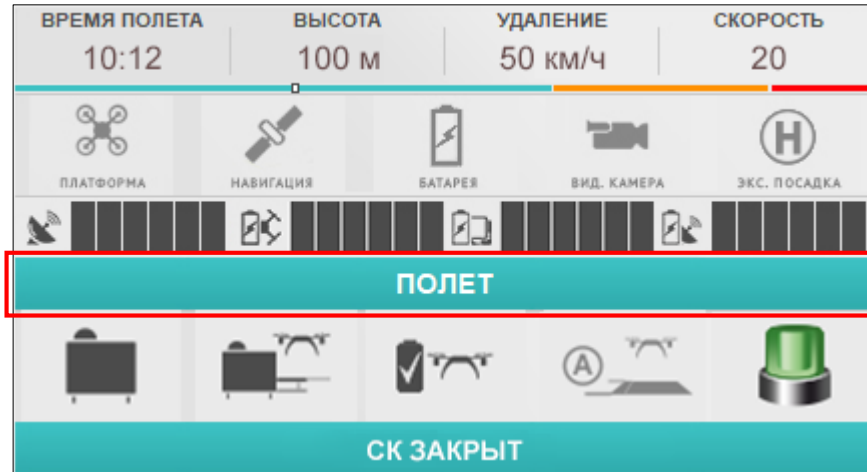 ВРЕМЯ ПОЛЕТА ВЫСОТА УДАЛЕНИЕ СКОРОСТЬ
10:12 100 м 50 км/ч 20
ПЛАТФОРМА НАВИГАЦИЯ БАТАРЕЯ ВИД. КАМЕРА ЭКС. ПОСАДКА
H
ПОЛЕТ
A
СК ЗАКРЫТ